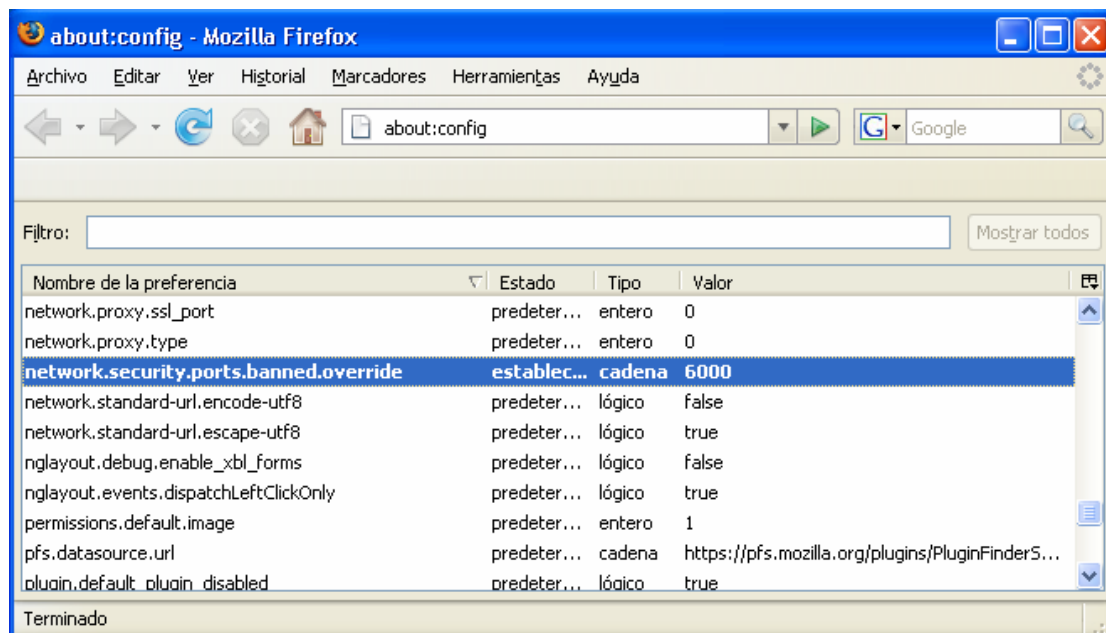 about:config - Mozilla Firefox
Archivo Editar Ver Historial Marcadores Herramientas Ayuda
about:config G Google
Filtro: Mostrar todos
Nombre de la preferencia Estado Tipo Valor
network.proxy.ssl_port predeter... entero 0
network.proxy.type predeter... entero 0
network.security.ports.banned.override establec... cadena 6000
network.standard-url.encode-utf8 predeter... lógico false
network.standard-url.escape-utf8 predeter... lógico true
nglayout.debug.enable_xbl_forms predeter... lógico false
nglayout.events.dispatchLeftClickOnly predeter... lógico true
permissions.default.image predeter... entero 1
pfs.datasource.url predeter... cadena https://pfs.mozilla.org/plugins/PluginFinderS...
plugin.default_plugin_disabled predeter... lógico true
Terminado